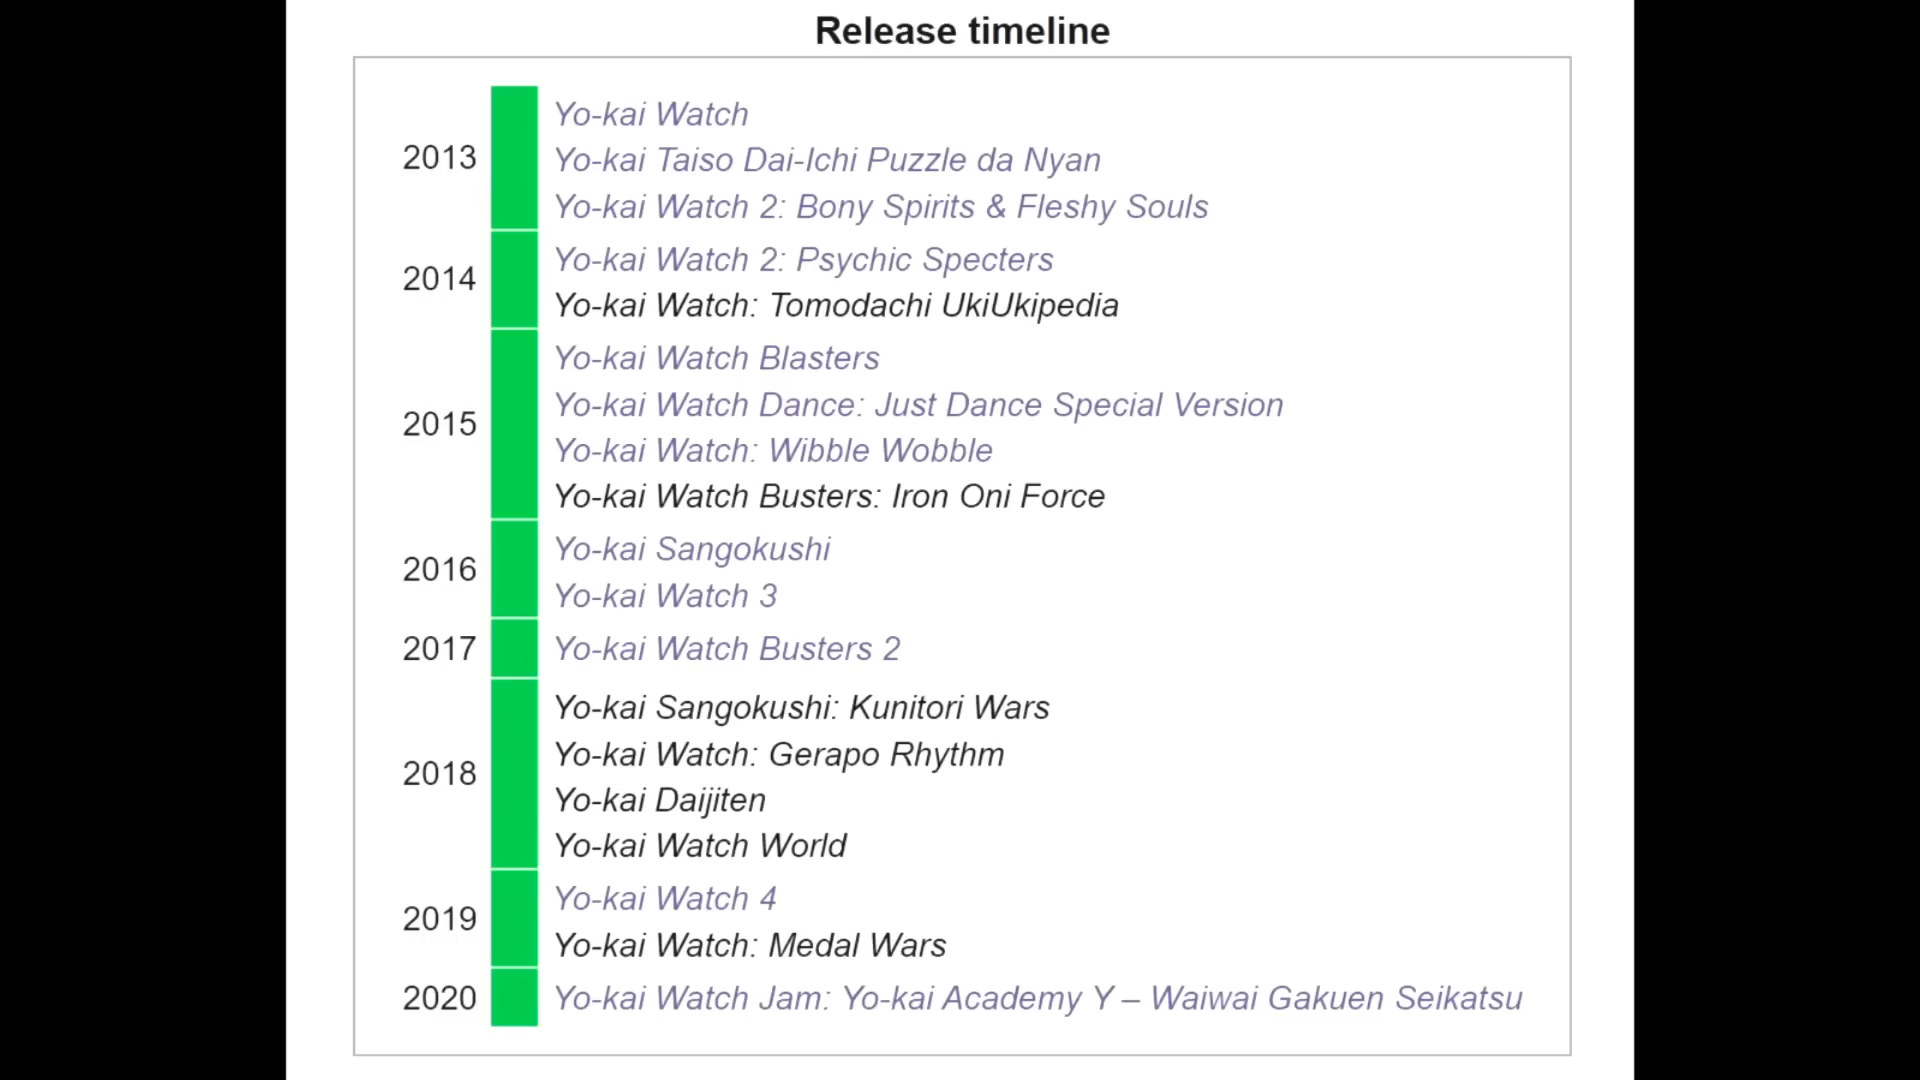 Release timeline
2013
Yo-kai Watch
Yo-kai Taiso Dai-Ichi Puzzle da Nyan
Yo-kai Watch 2: Bony Spirits & Fleshy Souls
2014
Yo-kai Watch 2: Psychic Specters
Yo-kai Watch: Tomodachi UkiUkipedia
2015
Yo-kai Watch Blasters
Yo-kai Watch Dance: Just Dance Special Version
Yo-kai Watch: Wibble Wobble
Yo-kai Watch Busters: Iron Oni Force
2016
Yo-kai Sangokushi
Yo-kai Watch 3
2017
Yo-kai Watch Busters 2
2018
Yo-kai Sangokushi: Kunitori Wars
Yo-kai Watch: Gerapo Rhythm
Yo-kai Daijiten
Yo-kai Watch World
2019
Yo-kai Watch 4
Yo-kai Watch: Medal Wars
2020
Yo-kai Watch Jam: Yo-kai Academy Y – Waiwai Gakuen Seikatsu